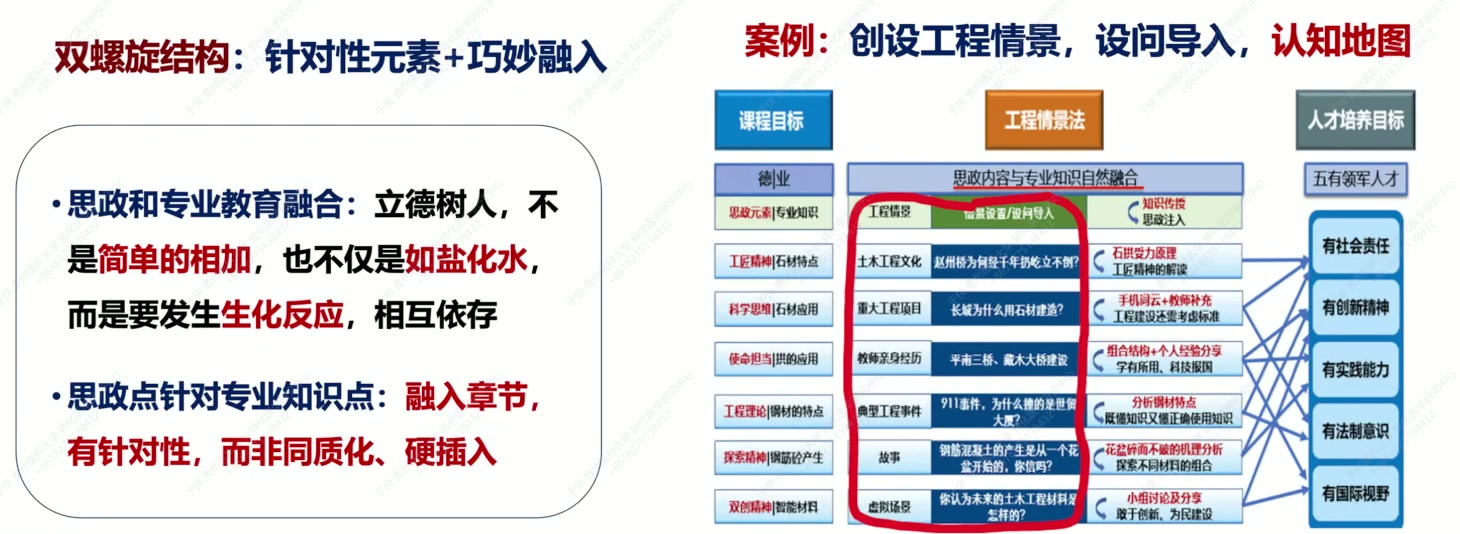 双螺旋结构：针对性元素+巧妙融入
•思政和专业教育融合：立德树人，不
是简单的相加，也不仅是如盐化水，
而是要发生生化反应，相互依存
•思政点针对专业知识点：融入章节，
有针对性，而非同质化、硬插入
案例：创设工程情景，设问导入，认知地图
课程目标 工程情景法 人才培养目标
德|业 思政内容与专业知识自然融合 五有领军人才
思政元素|专业知识 工程情景 情景设置/设问导入 知识传授
思政注入
工匠精神|石材特点 土木工程文化 赵州桥为何经千年扔屹立不倒? 石拱受力原理
工匠精神的解读
科学思维|石材应用 重大工程项目 长城为什么用石材建造? 手机词云+教师补充
工程建设还需考虑标准
使命担当|拱的应用 教师亲身经历 平南三桥、藏木大桥建设 组合结构+个人经验分享
学有所用、科技报国
工程理论|钢材的特点 典型工程事件 911事件，为什么撞的是世贸
大厦? 分析钢材特点
既懂知识又懂正确使用知识
探索精神|钢筋砼产生 故事 钢筋混凝土的产生是从一个花
盆开始的，你信吗? 花盆碎而不破的机理分析
探索不同材料的组合
双创精神|智能材料 虚拟场景 你认为未来的土木工程材料是
怎样的? 小组讨论及分享
敢于创新、为民建设
有社会责任
有创新精神
有实践能力
有法制意识
有国际视野